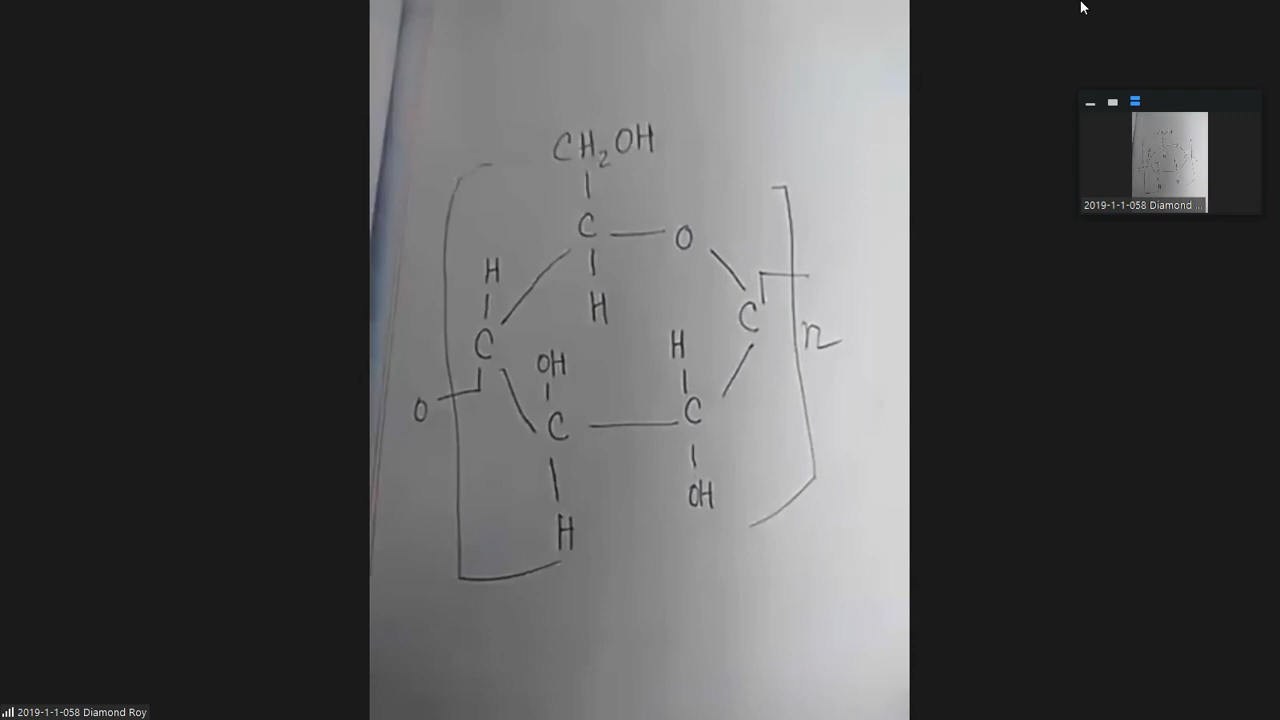 CH₂OH
C O
H
H
C C
H
OH
O C C
n
OH
H
2019-1-1-058 Diamond ...
2019-1-1-058 Diamond Roy